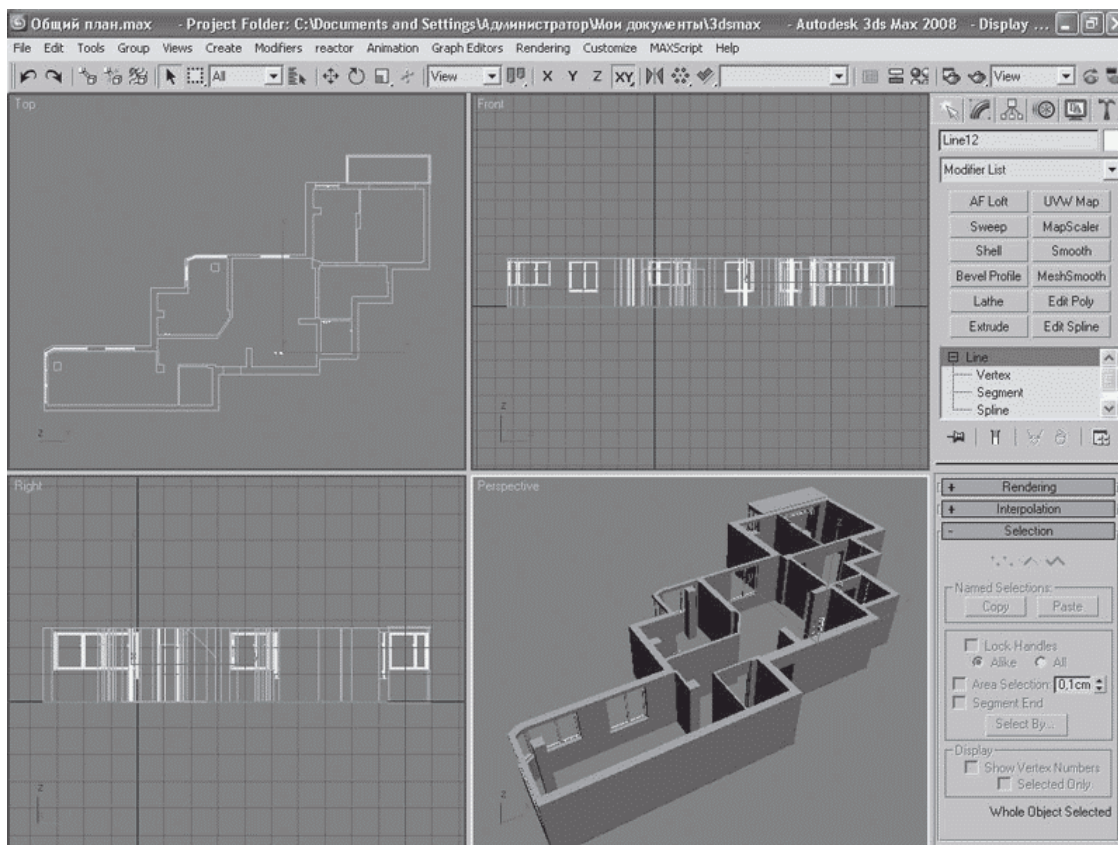 Общий план.max - Project Folder: C:\Documents and Settings\Администратор\Мои документы\3dsmax - Autodesk 3ds Max 2008 - Display ...
File Edit Tools Group Views Create Modifiers reactor Animation Graph Editors Rendering Customize MAXScript Help
All View X Y Z XY View
Top
Front
Line12
Modifier List
AF Loft UVW Map
Sweep MapScaler
Shell Smooth
Bevel Profile MeshSmooth
Lathe Edit Poly
Extrude Edit Spline
Line
Vertex
Segment
Spline
z
z
Right
Perspective
+ Rendering
+ Interpolation
- Selection
Named Selections:
Copy Paste
Lock Handles
Alike All
Area Selection: 0,1cm
Segment End
Select By...
Display
Show Vertex Numbers
Selected Only
Whole Object Selected
z
z